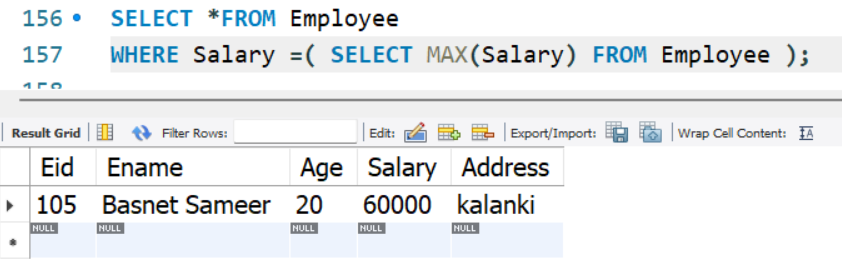 156 SELECT *FROM Employee
157 WHERE Salary =( SELECT MAX(Salary) FROM Employee );
Result Grid Filter Rows: Edit: Export/Import: Wrap Cell Content: IA
Eid Ename Age Salary Address
105 Basnet Sameer 20 60000 kalanki
NULL NULL NULL NULL NULL